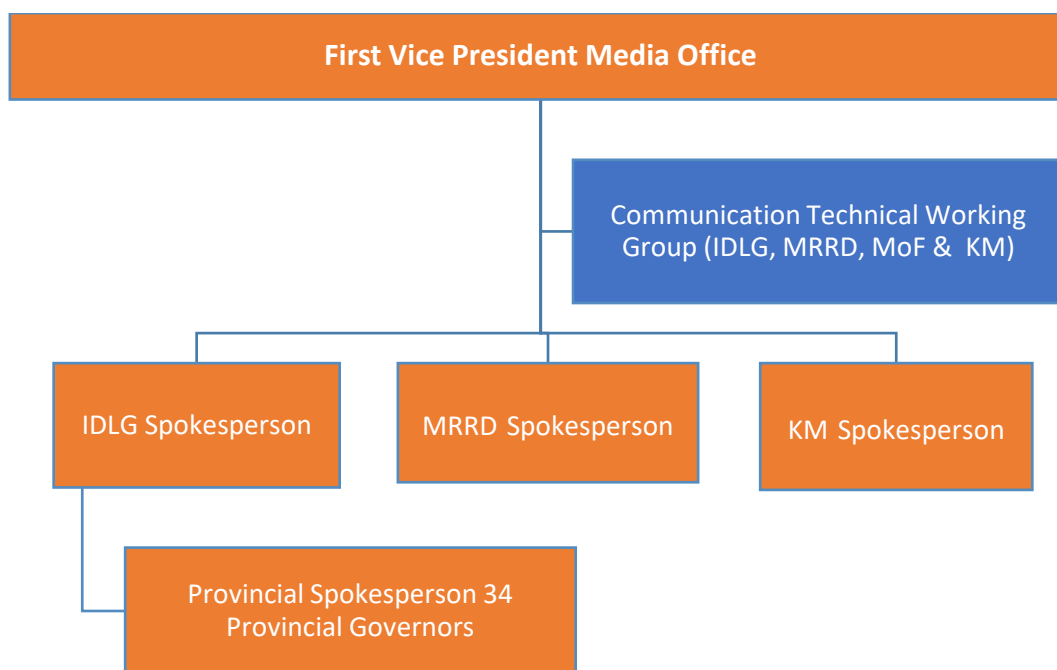 First Vice President Media Office
Communication Technical Working
Group (IDLG, MRRD, MoF & KM)
IDLG Spokesperson
MRRD Spokesperson
KM Spokesperson
Provincial Spokesperson 34
Provincial Governors